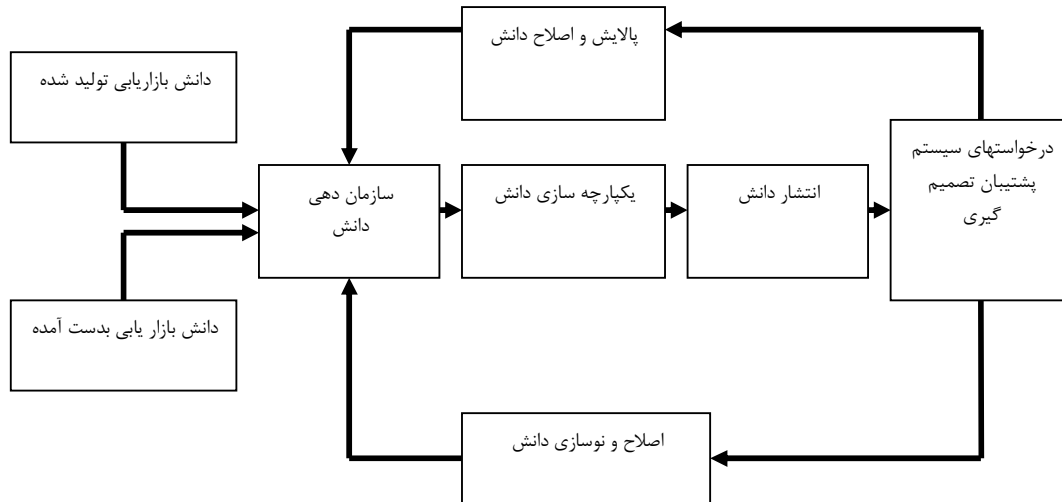 پالایش و اصلاح دانش
دانش بازاریابی تولید شده
درخواستهای سیستم
پشتیبان تصمیم
گیری
سازمان دهی
دانش
یکپارچه سازی دانش
انتشار دانش
دانش بازار یابی بدست آمده
اصلاح و نوسازی دانش